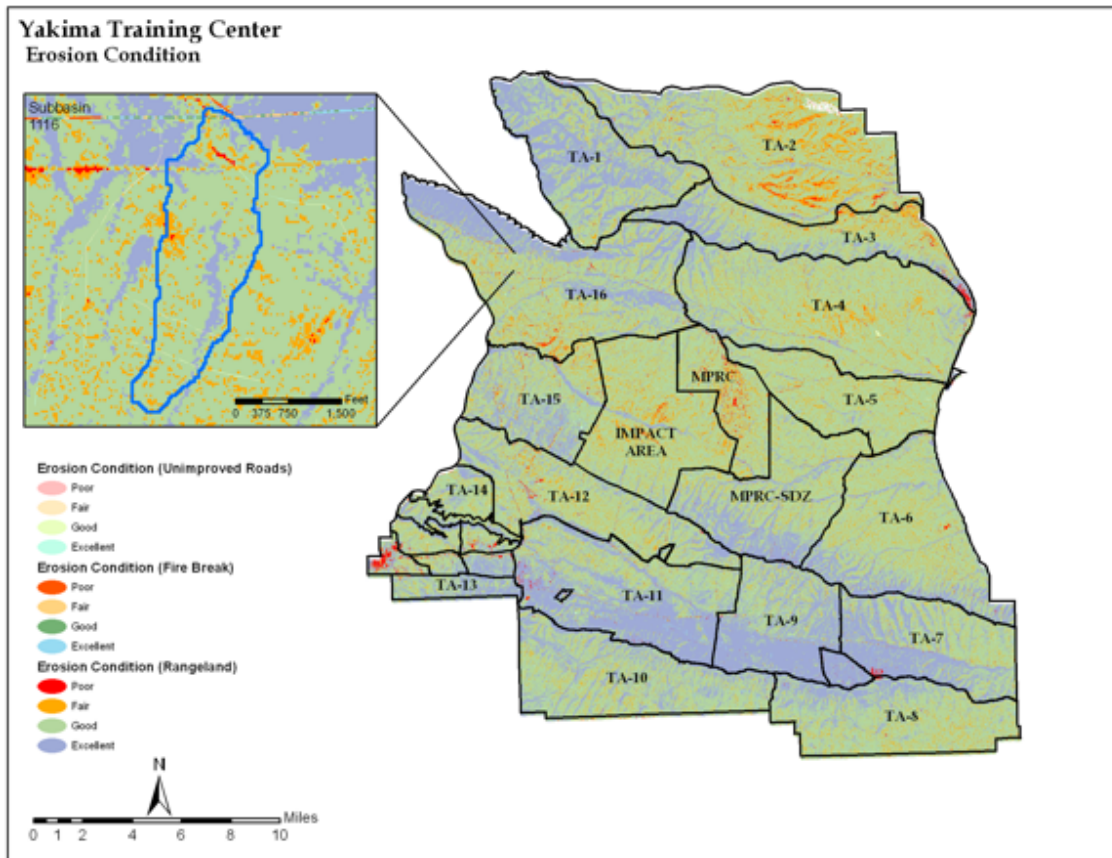 Yakima Training Center
Erosion Condition
Subbasin
1116
Feet
0 375 750 1,500
TA-1
TA-2
TA-3
TA-16
TA-4
MPRC
TA-15
TA-5
IMPACT
AREA
TA-14
TA-12
MPRC-SDZ
TA-6
TA-13
TA-11
TA-9
TA-7
TA-10
TA-8
Erosion Condition (Unimproved Roads)
Poor
Fair
Good
Excellent
Erosion Condition (Fire Break)
Poor
Fair
Good
Excellent
Erosion Condition (Rangeland)
Poor
Fair
Good
Excellent
N
Miles
0 1 2 4 6 8 10